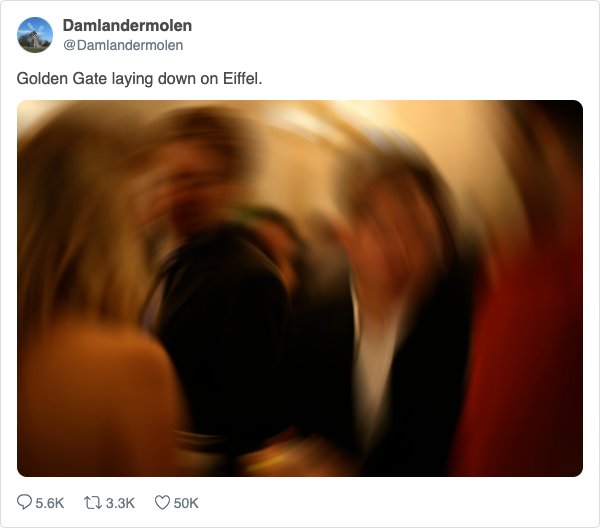 Damlandermolen
@Damlandermolen
Golden Gate laying down on Eiffel.
5.6K 3.3K 50K